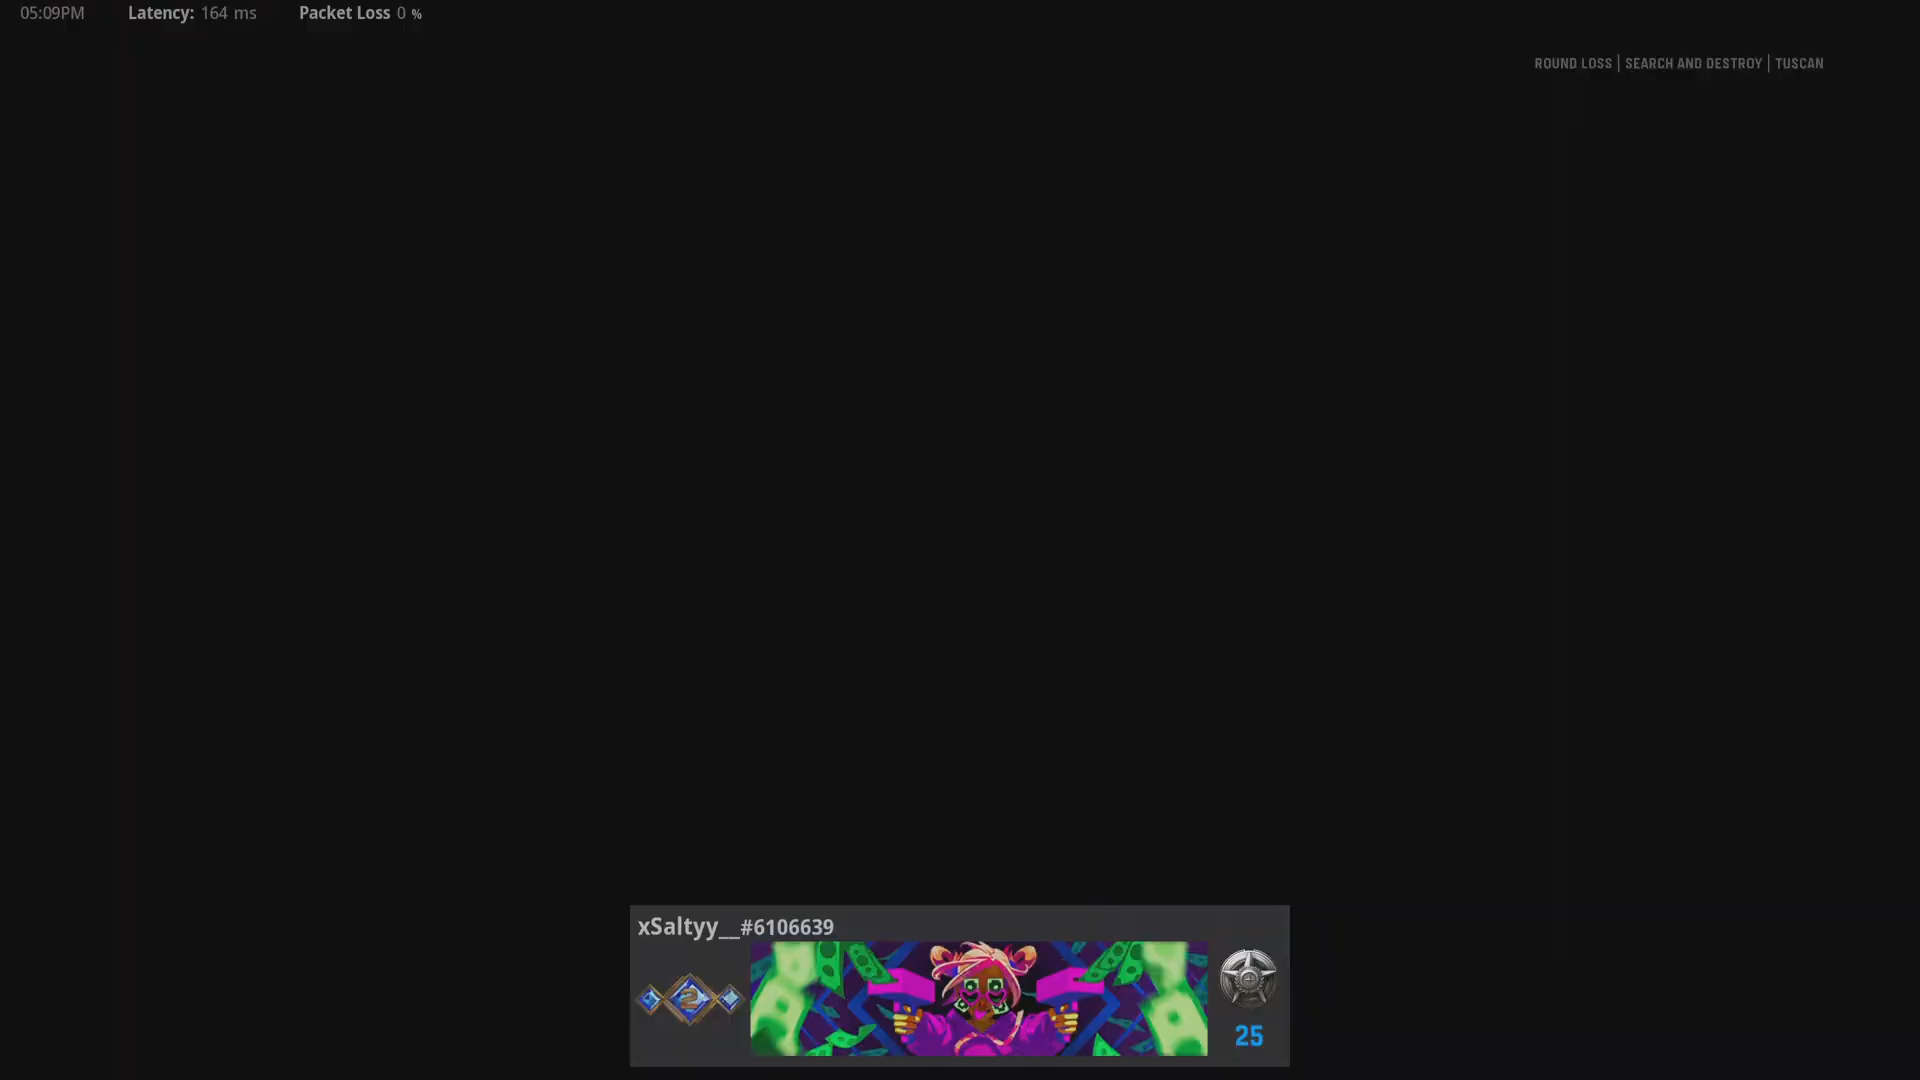 05:09PM Latency: 164 ms Packet Loss 0 %
ROUND LOSS | SEARCH AND DESTROY | TUSCAN
xSaltyy__#6106639
2
25